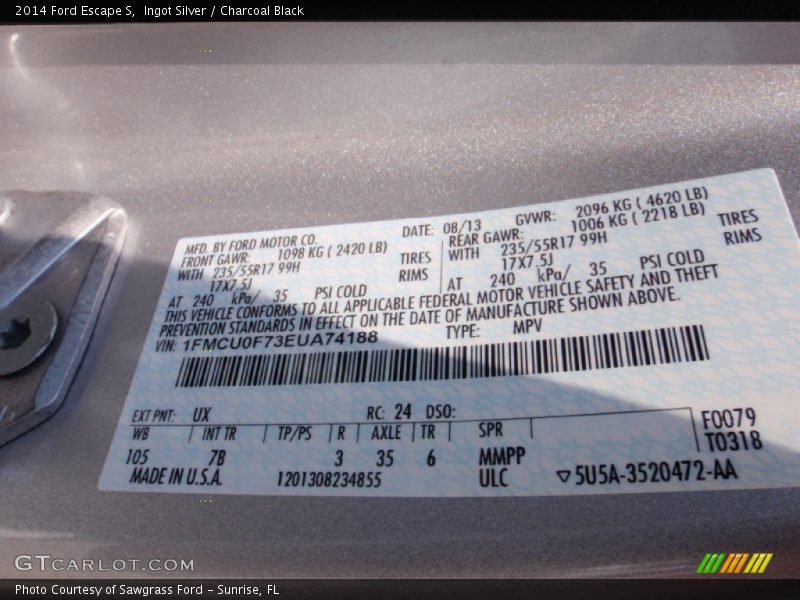 2014 Ford Escape S,  Ingot Silver / Charcoal Black
MFD. BY FORD MOTOR CO. DATE: 08/13 GVWR: 2096 KG ( 4620 LB)
FRONT GAWR: 1098 KG ( 2420 LB) REAR GAWR: 1006 KG ( 2218 LB)
WITH 235/55R17 99H TIRES WITH 235/55R17 99H TIRES
17X7.5J RIMS 17X7.5J RIMS
AT 240 kPa/ 35 PSI COLD AT 240 kPa/ 35 PSI COLD
THIS VEHICLE CONFORMS TO ALL APPLICABLE FEDERAL MOTOR VEHICLE SAFETY AND THEFT
PREVENTION STANDARDS IN EFFECT ON THE DATE OF MANUFACTURE SHOWN ABOVE.
VIN: 1FMCU0F73EUA74188 TYPE: MPV
EXT PNT: UX RC: 24 DSO: F0079
WB INT TR TP/PS R AXLE TR SPR T0318
105 7B 3 35 6 MMPP
MADE IN U.S.A. 1201308234855 ULC ▽5U5A-3520472-AA
GTCARLOT.COM
Photo Courtesy of Sawgrass Ford - Sunrise, FL